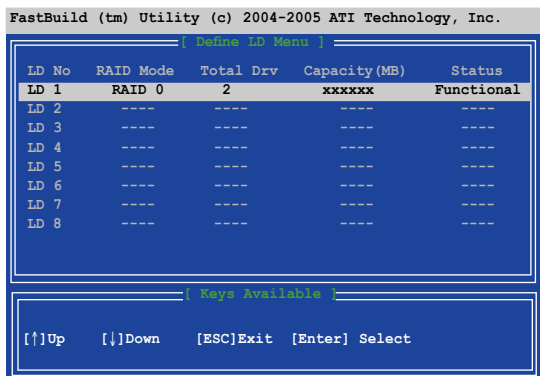 FastBuild (tm) Utility (c) 2004-2005 ATI Technology, Inc.
[ Define LD Menu ]
LD No RAID Mode Total Drv Capacity(MB) Status
LD 1 RAID 0 2 xxxxxx Functional
LD 2 ---- ---- ---- ----
LD 3 ---- ---- ---- ----
LD 4 ---- ---- ---- ----
LD 5 ---- ---- ---- ----
LD 6 ---- ---- ---- ----
LD 7 ---- ---- ---- ----
LD 8 ---- ---- ---- ----
[ Keys Available ]
[↑]Up [↓]Down [ESC]Exit [Enter] Select